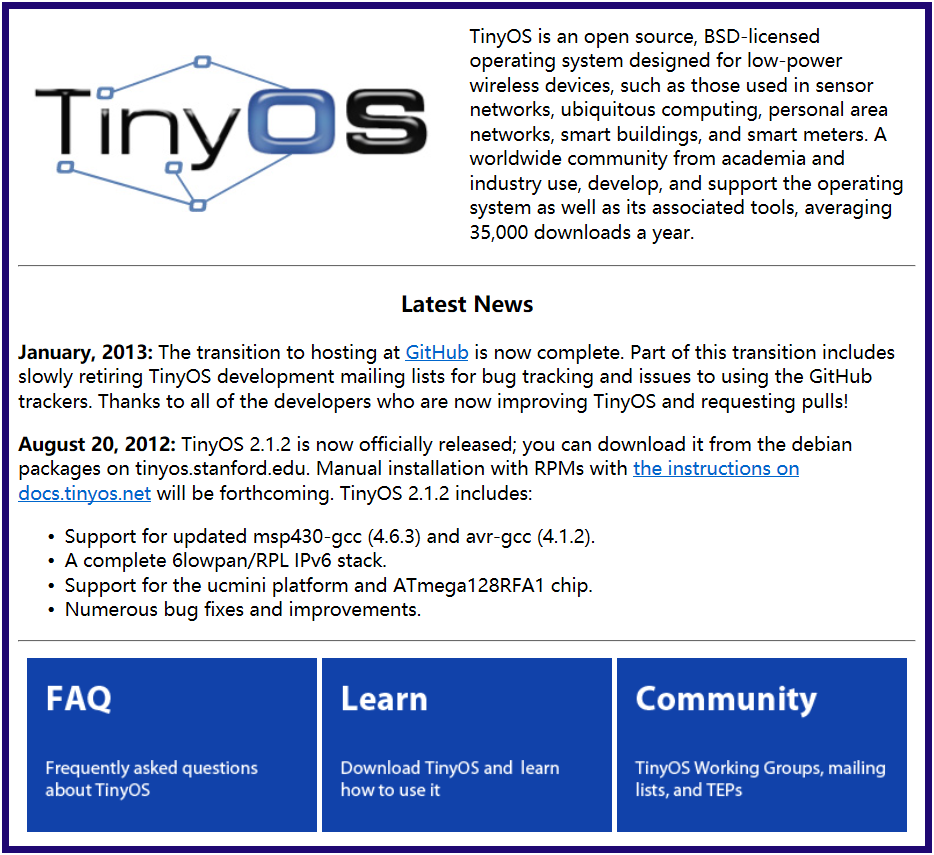 TinyOS
TinyOS is an open source, BSD-licensed
operating system designed for low-power
wireless devices, such as those used in sensor
networks, ubiquitous computing, personal area
networks, smart buildings, and smart meters. A
worldwide community from academia and
industry use, develop, and support the operating
system as well as its associated tools, averaging
35,000 downloads a year.
Latest News
January, 2013: The transition to hosting at GitHub is now complete. Part of this transition includes
slowly retiring TinyOS development mailing lists for bug tracking and issues to using the GitHub
trackers. Thanks to all of the developers who are now improving TinyOS and requesting pulls!
August 20, 2012: TinyOS 2.1.2 is now officially released; you can download it from the debian
packages on tinyos.stanford.edu. Manual installation with RPMs with the instructions on
docs.tinyos.net will be forthcoming. TinyOS 2.1.2 includes:
• Support for updated msp430-gcc (4.6.3) and avr-gcc (4.1.2).
• A complete 6lowpan/RPL IPv6 stack.
• Support for the ucmini platform and ATmega128RFA1 chip.
• Numerous bug fixes and improvements.
FAQ
Frequently asked questions
about TinyOS
Learn
Download TinyOS and learn
how to use it
Community
TinyOS Working Groups, mailing
lists, and TEPs